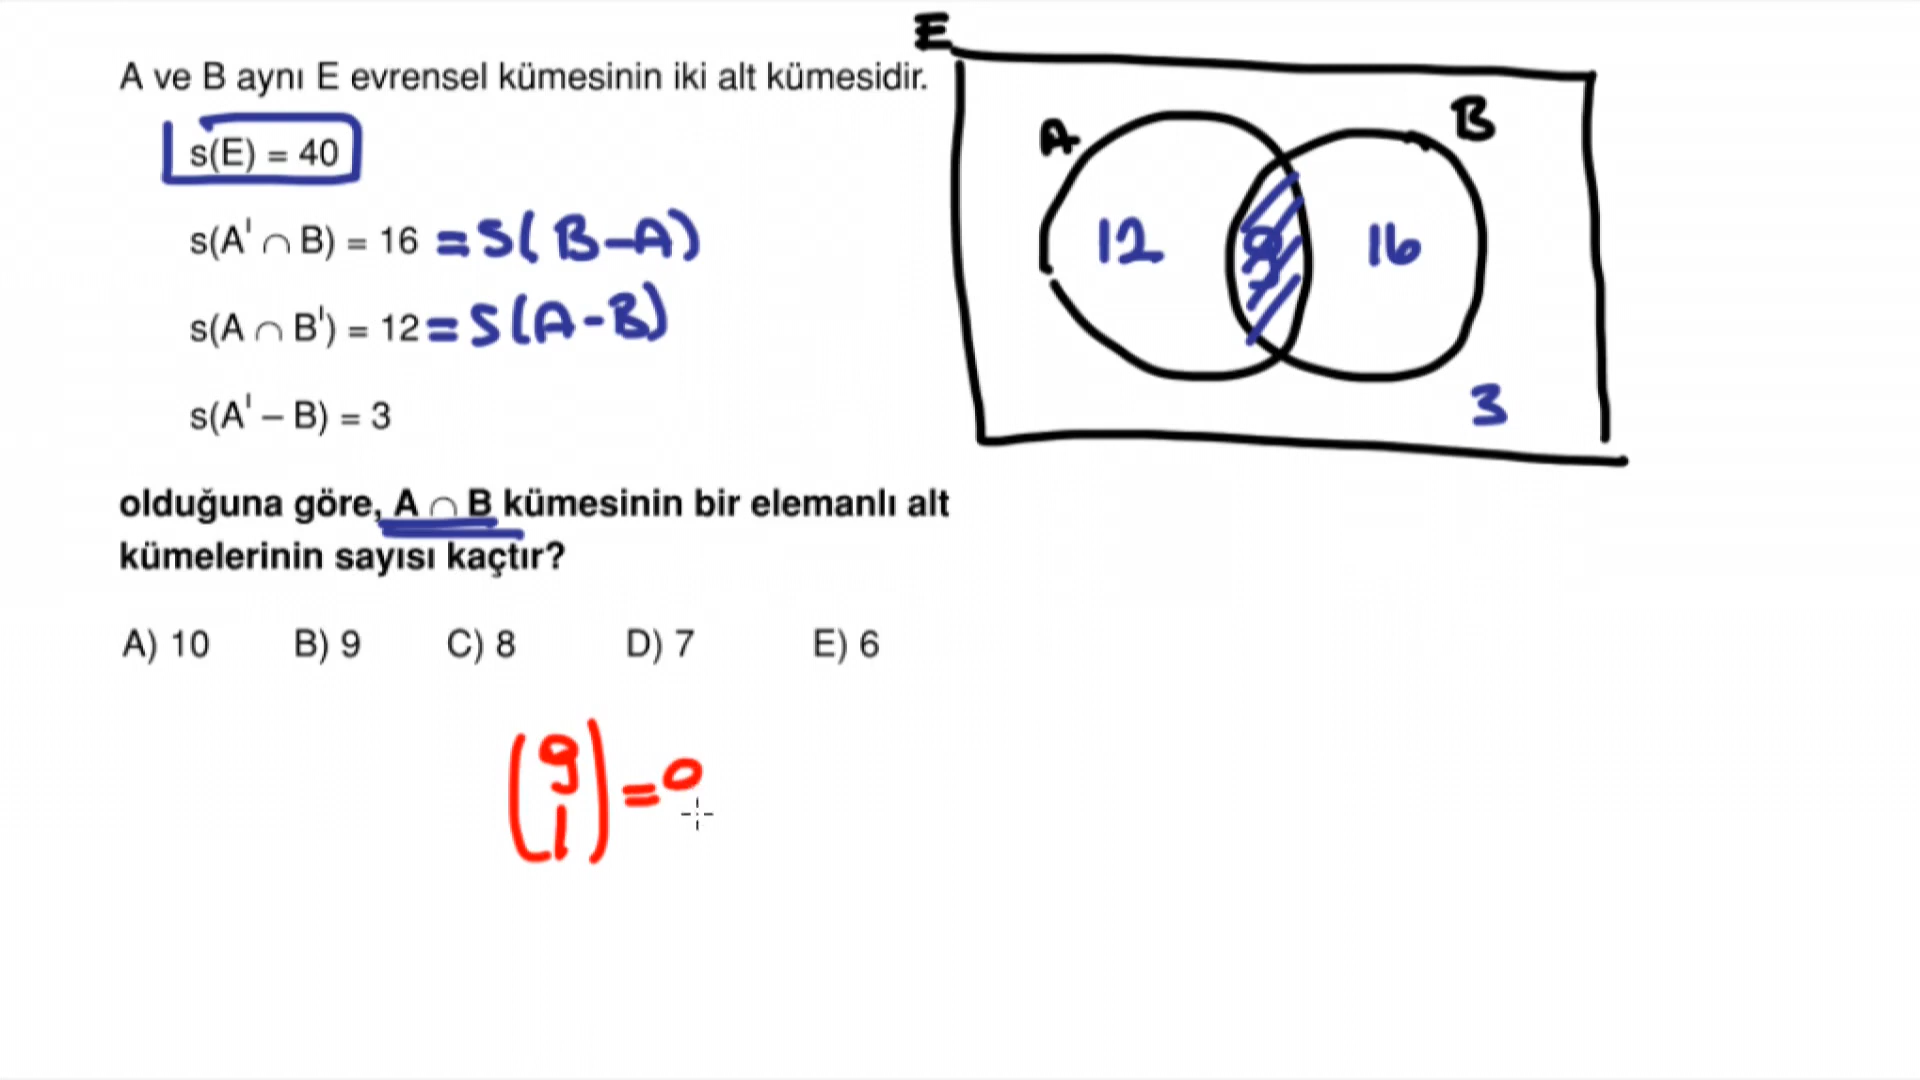 E
A ve B aynı E evrensel kümesinin iki alt kümesidir.
s(E) = 40
s(A' ∩ B) = 16 = S(B-A)
s(A ∩ B') = 12 = S(A-B)
s(A' – B) = 3
olduğuna göre, A ∩ B kümesinin bir elemanlı alt
kümelerinin sayısı kaçtır?
A) 10 B) 9 C) 8 D) 7 E) 6
A B
12 9 16
3
(9 1) = 0